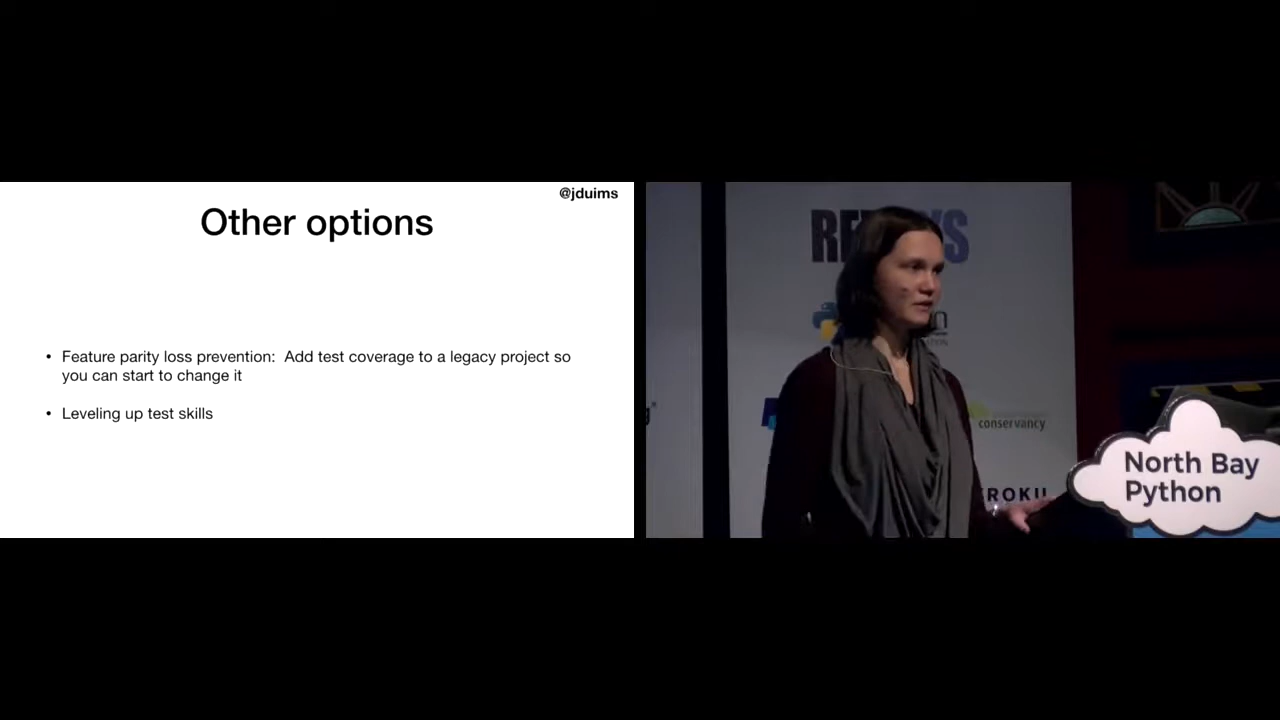 @jduims
Other options
• Feature parity loss prevention: Add test coverage to a legacy project so
you can start to change it
• Leveling up test skills
conservancy
North Bay
Python